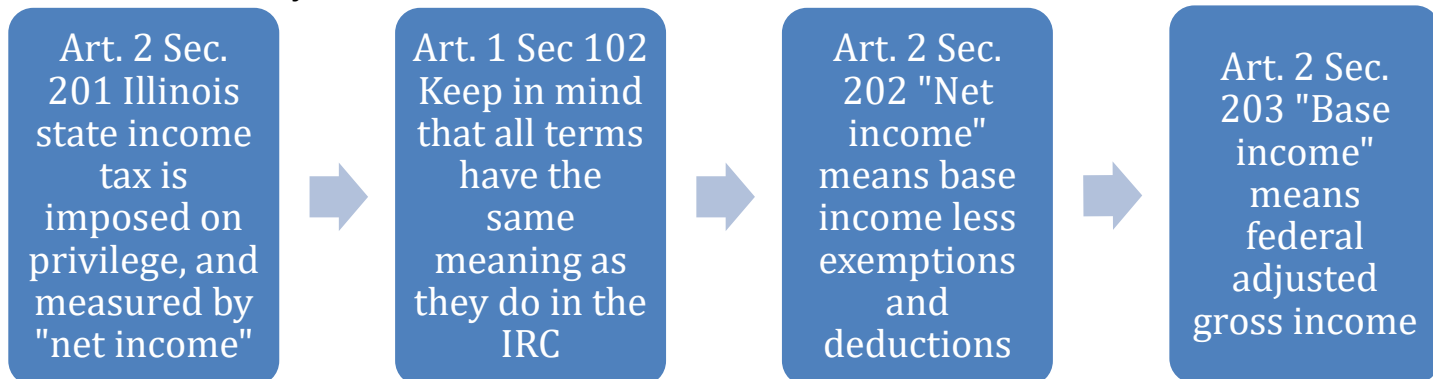 Art. 2 Sec.
201 Illinois
state income
tax is
imposed on
privilege, and
measured by
"net income"
Art. 1 Sec 102
Keep in mind
that all terms
have the
same
meaning as
they do in the
IRC
Art. 2 Sec.
202 "Net
income"
means base
income less
exemptions
and
deductions
Art. 2 Sec.
203 "Base
income"
means
federal
adjusted
gross income